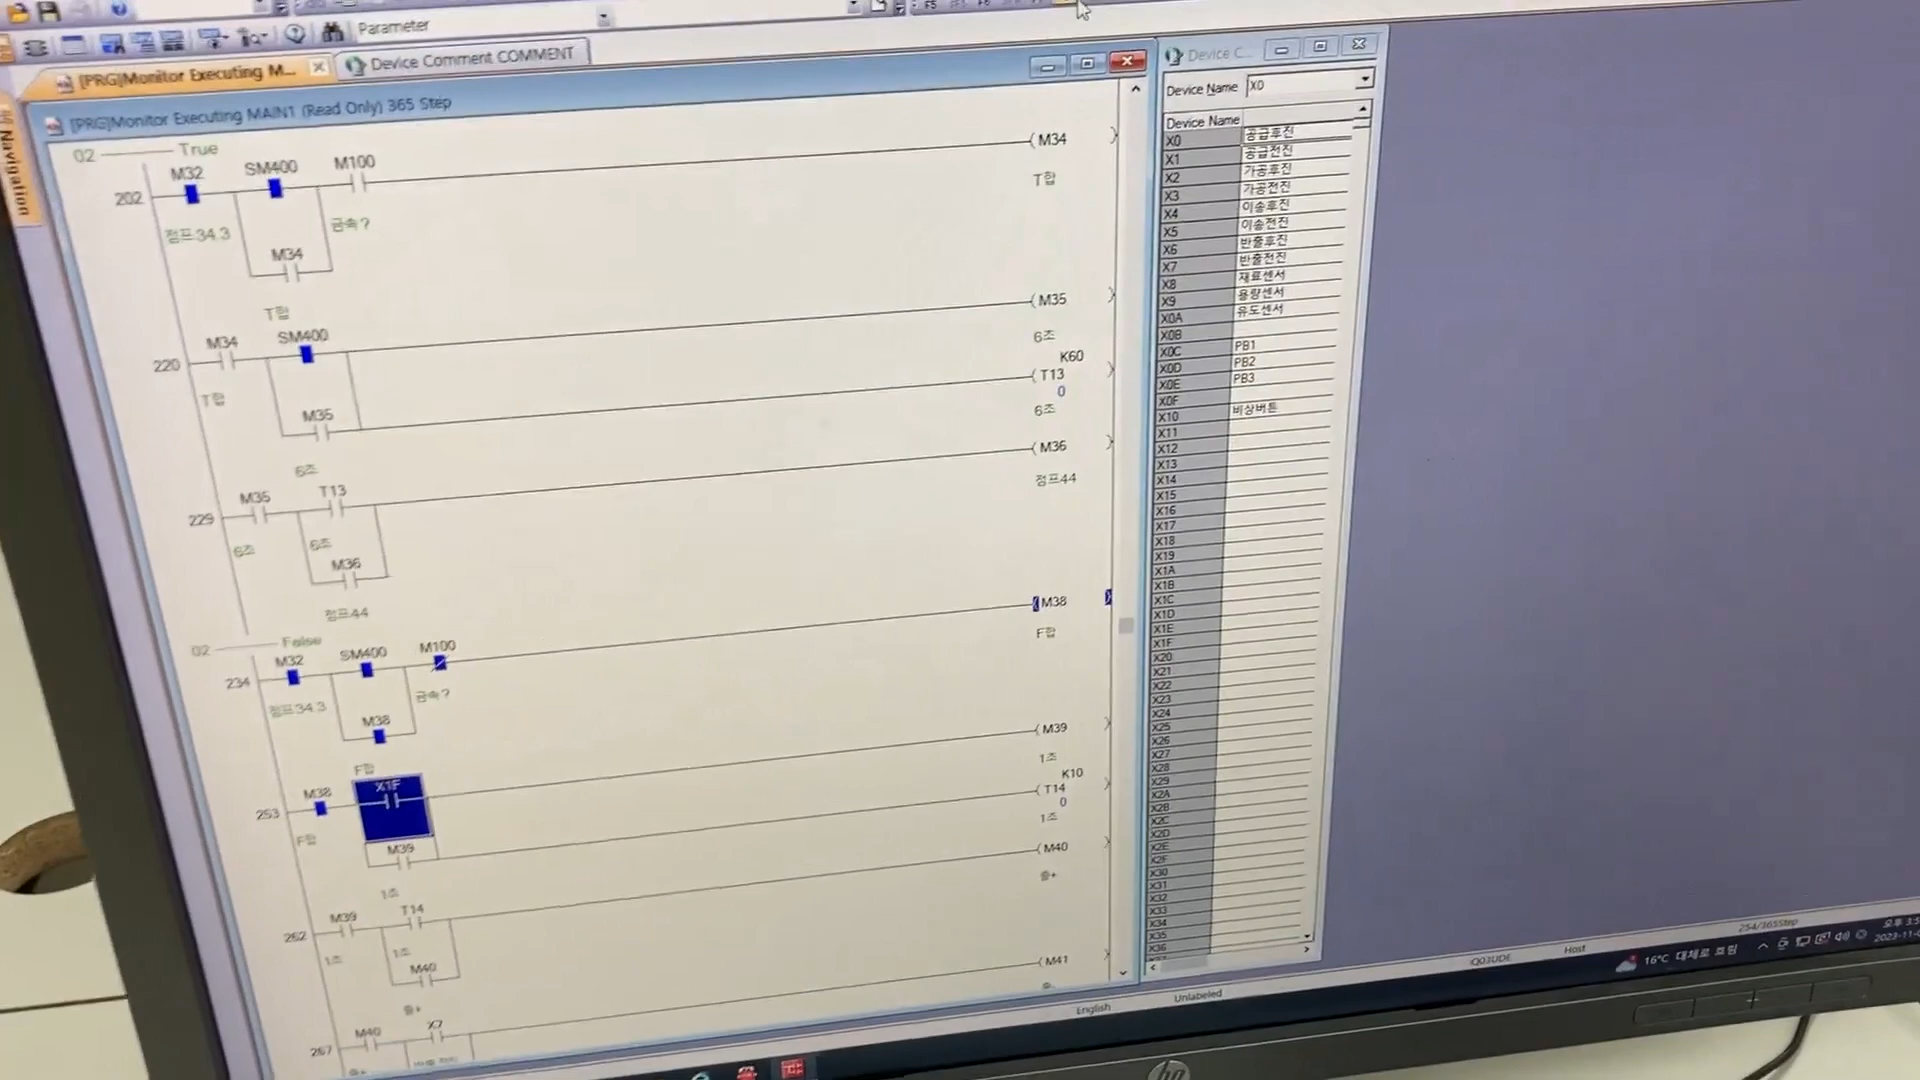 Parameter
[PRG]Monitor Executing M...
Device Comment COMMENT
[PRG]Monitor Executing MAIN1 (Read Only) 365 Step
Navigation
02
True
M32
SM400
M100
M34
202
점프34.3
금속?
T합
M34
T합
M34
SM400
M35
220
T합
6조
K60
T13
0
6조
M35
6조
M35
T13
M36
229
6조
6조
점프44
M36
점프44
02
False
M32
SM400
M100
M38
234
점프34.3
금속?
F합
M38
F합
M38
X1F
M39
253
F합
1조
K10
T14
0
1조
M39
1조
M39
T14
M40
262
1조
1조
M40
M41
M40
X7
267
Device C...
Device Name
X0
Device Name
X0 공급후진
X1 공급전진
X2 가공후진
X3 가공전진
X4 이송후진
X5 이송전진
X6 반출후진
X7 반출전진
X8 재료센서
X9 용량센서
X0A 유도센서
X0B
X0C PB1
X0D PB2
X0E PB3
X0F
X10 비상버튼
X11
X12
X13
X14
X15
X16
X17
X18
X19
X1A
X1B
X1C
X1D
X1E
X1F
X20
X21
X22
X23
X24
X25
X26
X27
X28
X29
X2A
X2B
X2C
X2D
X2E
X2F
X30
X31
X32
X33
X34
X35
X36
English
Unlabeled
Q03UDE
Host
254/365Step
16°C 대체로 흐림
hp